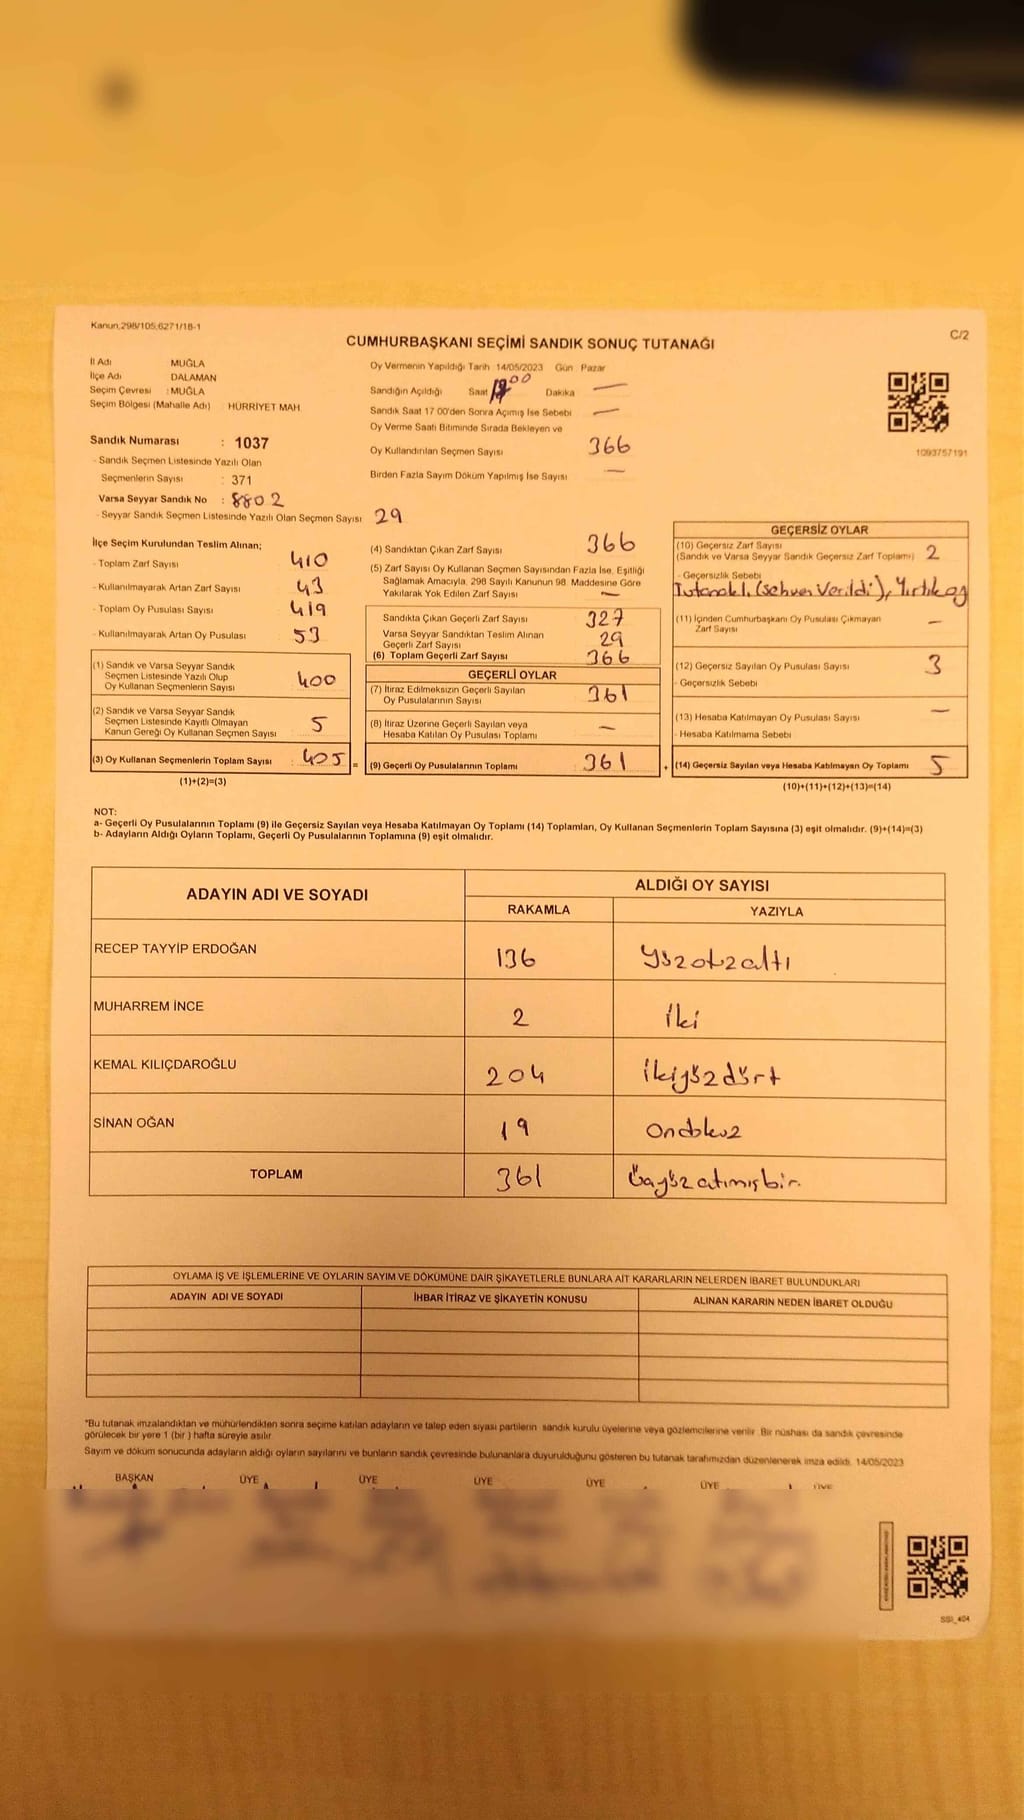 Kanun;298/105,6271/18-1
C/2
CUMHURBAŞKANI SEÇİMİ SANDIK SONUÇ TUTANAĞI
İl Adı MUĞLA
İlçe Adı DALAMAN
Seçim Çevresi : MUĞLA
Seçim Bölgesi (Mahalle Adı) HÜRRİYET MAH
Sandık Numarası : 1037
- Sandık Seçmen Listesinde Yazılı Olan
Seçmenlerin Sayısı : 371
Varsa Seyyar Sandık No : 8802
- Seyyar Sandık Seçmen Listesinde Yazılı Olan Seçmen Sayısı 29
Oy Vermenin Yapıldığı Tarih 14/05/2023 Gün Pazar
Sandığın Açıldığı Saat 00 Dakika —
Sandık Saat 17 00'den Sonra Açımış İse Sebebi —
Oy Verme Saati Bitiminde Sırada Bekleyen ve
Oy Kullandırılan Seçmen Sayısı 366
Birden Fazla Sayım Döküm Yapılmış İse Sayısı —
1093757191
İlçe Seçim Kurulundan Teslim Alınan;
- Toplam Zarf Sayısı 410
- Kullanılmayarak Artan Zarf Sayısı 43
- Toplam Oy Pusulası Sayısı 419
- Kullanılmayarak Artan Oy Pusulası 53
(1) Sandık ve Varsa Seyyar Sandık
Seçmen Listesinde Yazılı Olup
Oy Kullanan Seçmenlerin Sayısı 400
(2) Sandık ve Varsa Seyyar Sandık
Seçmen Listesinde Kayıtlı Olmayan
Kanun Gereği Oy Kullanan Seçmen Sayısı 5
(3) Oy Kullanan Seçmenlerin Toplam Sayısı : 405 =
(1)+(2)=(3)
(4) Sandıktan Çıkan Zarf Sayısı 366
(5) Zarf Sayısı Oy Kullanan Seçmen Sayısından Fazla İse, Eşitliği
Sağlamak Amacıyla, 298 Sayılı Kanunun 98. Maddesine Göre
Yakılarak Yok Edilen Zarf Sayısı —
Sandıkta Çıkan Geçerli Zarf Sayısı 327
Varsa Seyyar Sandıktan Teslim Alınan
Geçerli Zarf Sayısı 29
(6) Toplam Geçerli Zarf Sayısı 366
GEÇERLİ OYLAR
(7) İtiraz Edilmeksizin Geçerli Sayılan
Oy Pusulalarının Sayısı 361
(8) İtiraz Üzerine Geçerli Sayılan veya
Hesaba Katılan Oy Pusulası Toplamı —
(9) Geçerli Oy Pusulalarının Toplamı 361 +
GEÇERSİZ OYLAR
(10) Geçersiz Zarf Sayısı
(Sandık ve Varsa Seyyar Sandık Geçersiz Zarf Toplamı) 2
- Geçersizlik Sebebi
Tutanaklı (sehven Verildi), Yırtık oy
(11) İçinden Cumhurbaşkanı Oy Pusulası Çıkmayan
Zarf Sayısı —
(12) Geçersiz Sayılan Oy Pusulası Sayısı 3
- Geçersizlik Sebebi
(13) Hesaba Katılmayan Oy Pusulası Sayısı —
- Hesaba Katılmama Sebebi
(14) Geçersiz Sayılan veya Hesaba Katılmayan Oy Toplamı 5
(10)+(11)+(12)+(13)=(14)
NOT:
a- Geçerli Oy Pusulalarının Toplamı (9) ile Geçersiz Sayılan veya Hesaba Katılmayan Oy Toplamı (14) Toplamları, Oy Kullanan Seçmenlerin Toplam Sayısına (3) eşit olmalıdır. (9)+(14)=(3)
b- Adayların Aldığı Oyların Toplamı, Geçerli Oy Pusulalarının Toplamına (9) eşit olmalıdır.
ADAYIN ADI VE SOYADI ALDIĞI OY SAYISI
RAKAMLA YAZIYLA
RECEP TAYYİP ERDOĞAN 136 Yüzotuzaltı
MUHARREM İNCE 2 İki
KEMAL KILIÇDAROĞLU 204 İkiyüzdört
SİNAN OĞAN 19 Ondokuz
TOPLAM 361 Üçyüzatımışbir.
OYLAMA İŞ VE İŞLEMLERİNE VE OYLARIN SAYIM VE DÖKÜMÜNE DAİR ŞİKAYETLERLE BUNLARA AİT KARARLARIN NELERDEN İBARET BULUNDUKLARI
ADAYIN ADI VE SOYADI İHBAR İTİRAZ VE ŞİKAYETİN KONUSU ALINAN KARARIN NEDEN İBARET OLDUĞU
*Bu tutanak imzalandıktan ve mühürlendikten sonra seçime katılan adayların ve talep eden siyasi partilerin sandık kurulu üyelerine veya gözlemcilerine verilir. Bir nüshası da sandık çevresinde
görülecek bir yere 1 (bir ) hafta süreyle asılır
Sayım ve döküm sonucunda adayların aldığı oyların sayılarını ve bunların sandık çevresinde bulunanlara duyurulduğunu gösteren bu tutanak tarafımızdan düzenlenerek imza edildi. 14/05/2023
BAŞKAN ÜYE ÜYE ÜYE ÜYE ÜYE ÜYE
SSI_404